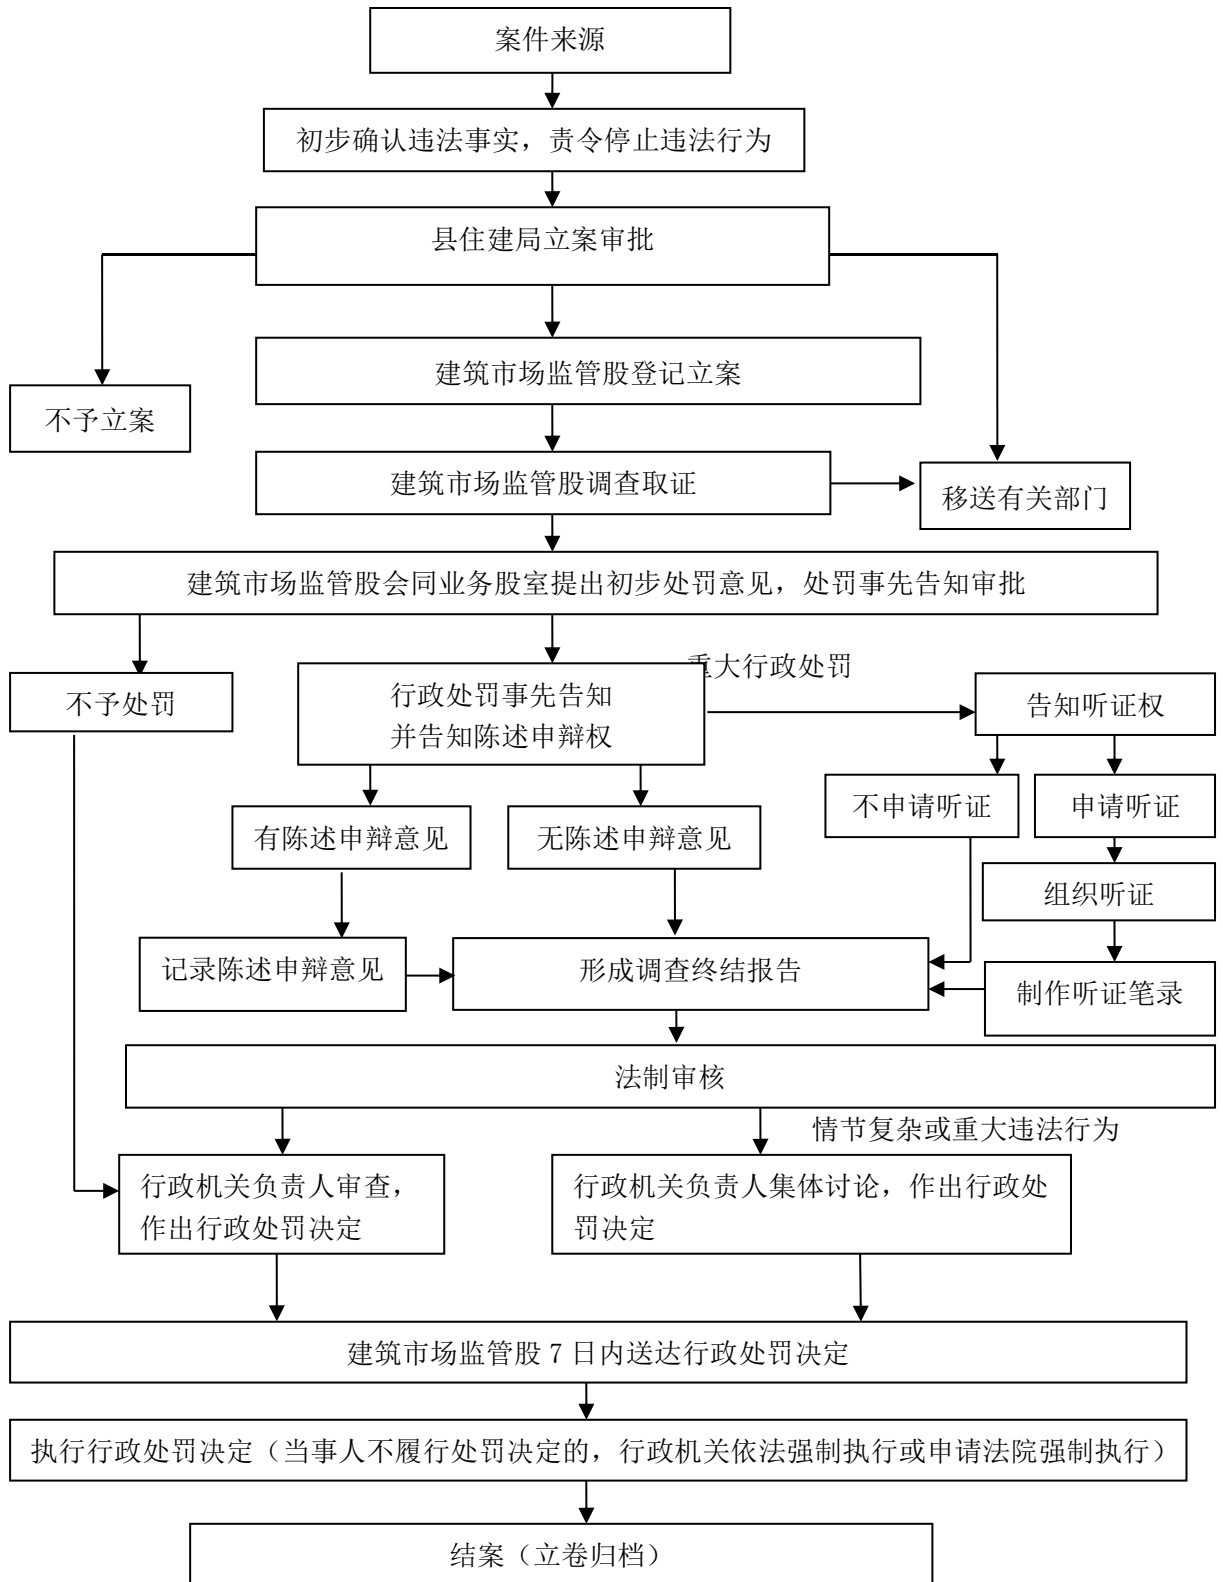 案件来源
初步确认违法事实，责令停止违法行为
县住建局立案审批
建筑市场监管股登记立案
不予立案
建筑市场监管股调查取证
移送有关部门
建筑市场监管股会同业务股室提出初步处罚意见，处罚事先告知审批
重大行政处罚
不予处罚
行政处罚事先告知
并告知陈述申辩权
告知听证权
不申请听证
申请听证
有陈述申辩意见
无陈述申辩意见
组织听证
记录陈述申辩意见
形成调查终结报告
制作听证笔录
法制审核
情节复杂或重大违法行为
行政机关负责人审查，
作出行政处罚决定
行政机关负责人集体讨论，作出行政处
罚决定
建筑市场监管股 7 日内送达行政处罚决定
执行行政处罚决定（当事人不履行处罚决定的，行政机关依法强制执行或申请法院强制执行）
结案（立卷归档）